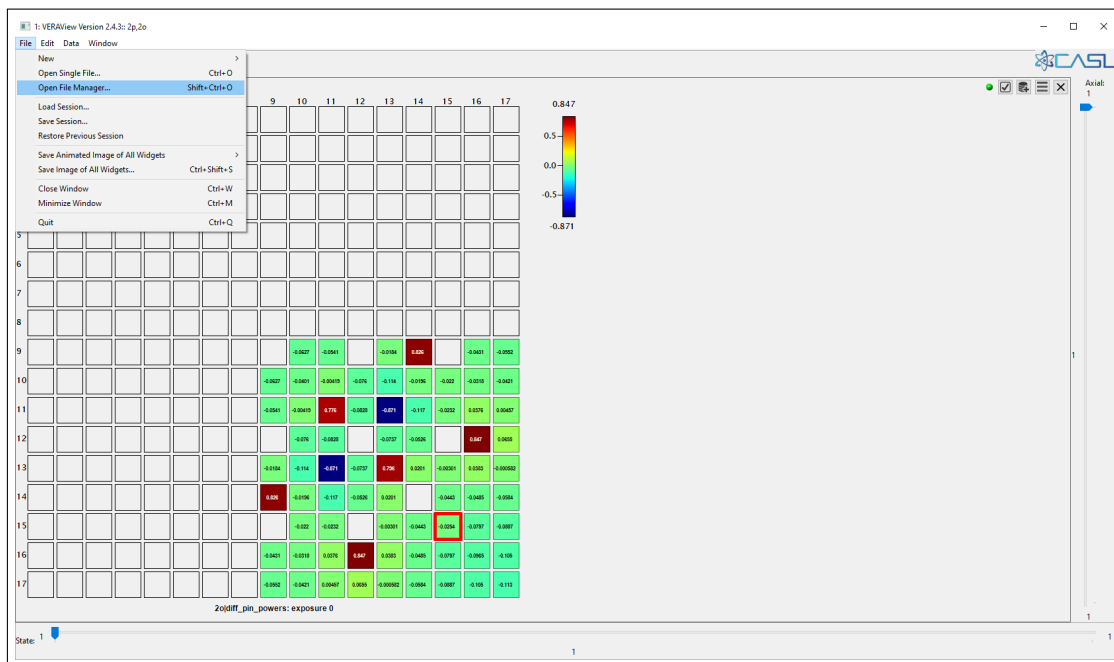 1: VERAView Version 2.4.3:: 2p,2o
File Edit Data Window
CASL
New >
Open Single File... Ctrl+O
Open File Manager... Shift+Ctrl+O
Load Session...
Save Session...
Restore Previous Session
Save Animated Image of All Widgets >
Save Image of All Widgets... Ctrl+Shift+S
Close Window Ctrl+W
Minimize Window Ctrl+M
Quit Ctrl+Q
Axial:
1
9 10 11 12 13 14 15 16 17
0.847
0.5
0.0
-0.5
-0.871
5
6
7
8
9 -0.0627 -0.0541 -0.0184 0.826 -0.0431 -0.0552
1
10 -0.0627 -0.0401 -0.00419 -0.076 -0.114 -0.0196 -0.022 -0.0318 -0.0421
11 -0.0541 -0.00419 0.776 -0.0828 -0.871 -0.117 -0.0232 0.0376 0.00457
12 -0.076 -0.0828 -0.0737 -0.0526 0.847 0.0655
13 -0.0184 -0.114 -0.871 -0.0737 0.736 0.0201 -0.00301 0.0383 -0.000582
14 0.826 -0.0196 -0.117 -0.0526 0.0201 -0.0443 -0.0485 -0.0584
15 -0.022 -0.0232 -0.00301 -0.0443 -0.0264 -0.0797 -0.0887
16 -0.0431 -0.0318 0.0376 0.847 0.0383 -0.0485 -0.0797 -0.0965 -0.105
17 -0.0552 -0.0421 0.00457 0.0655 -0.000582 -0.0584 -0.0887 -0.105 -0.113
2o|diff_pin_powers: exposure 0
1
State: 1 1
1